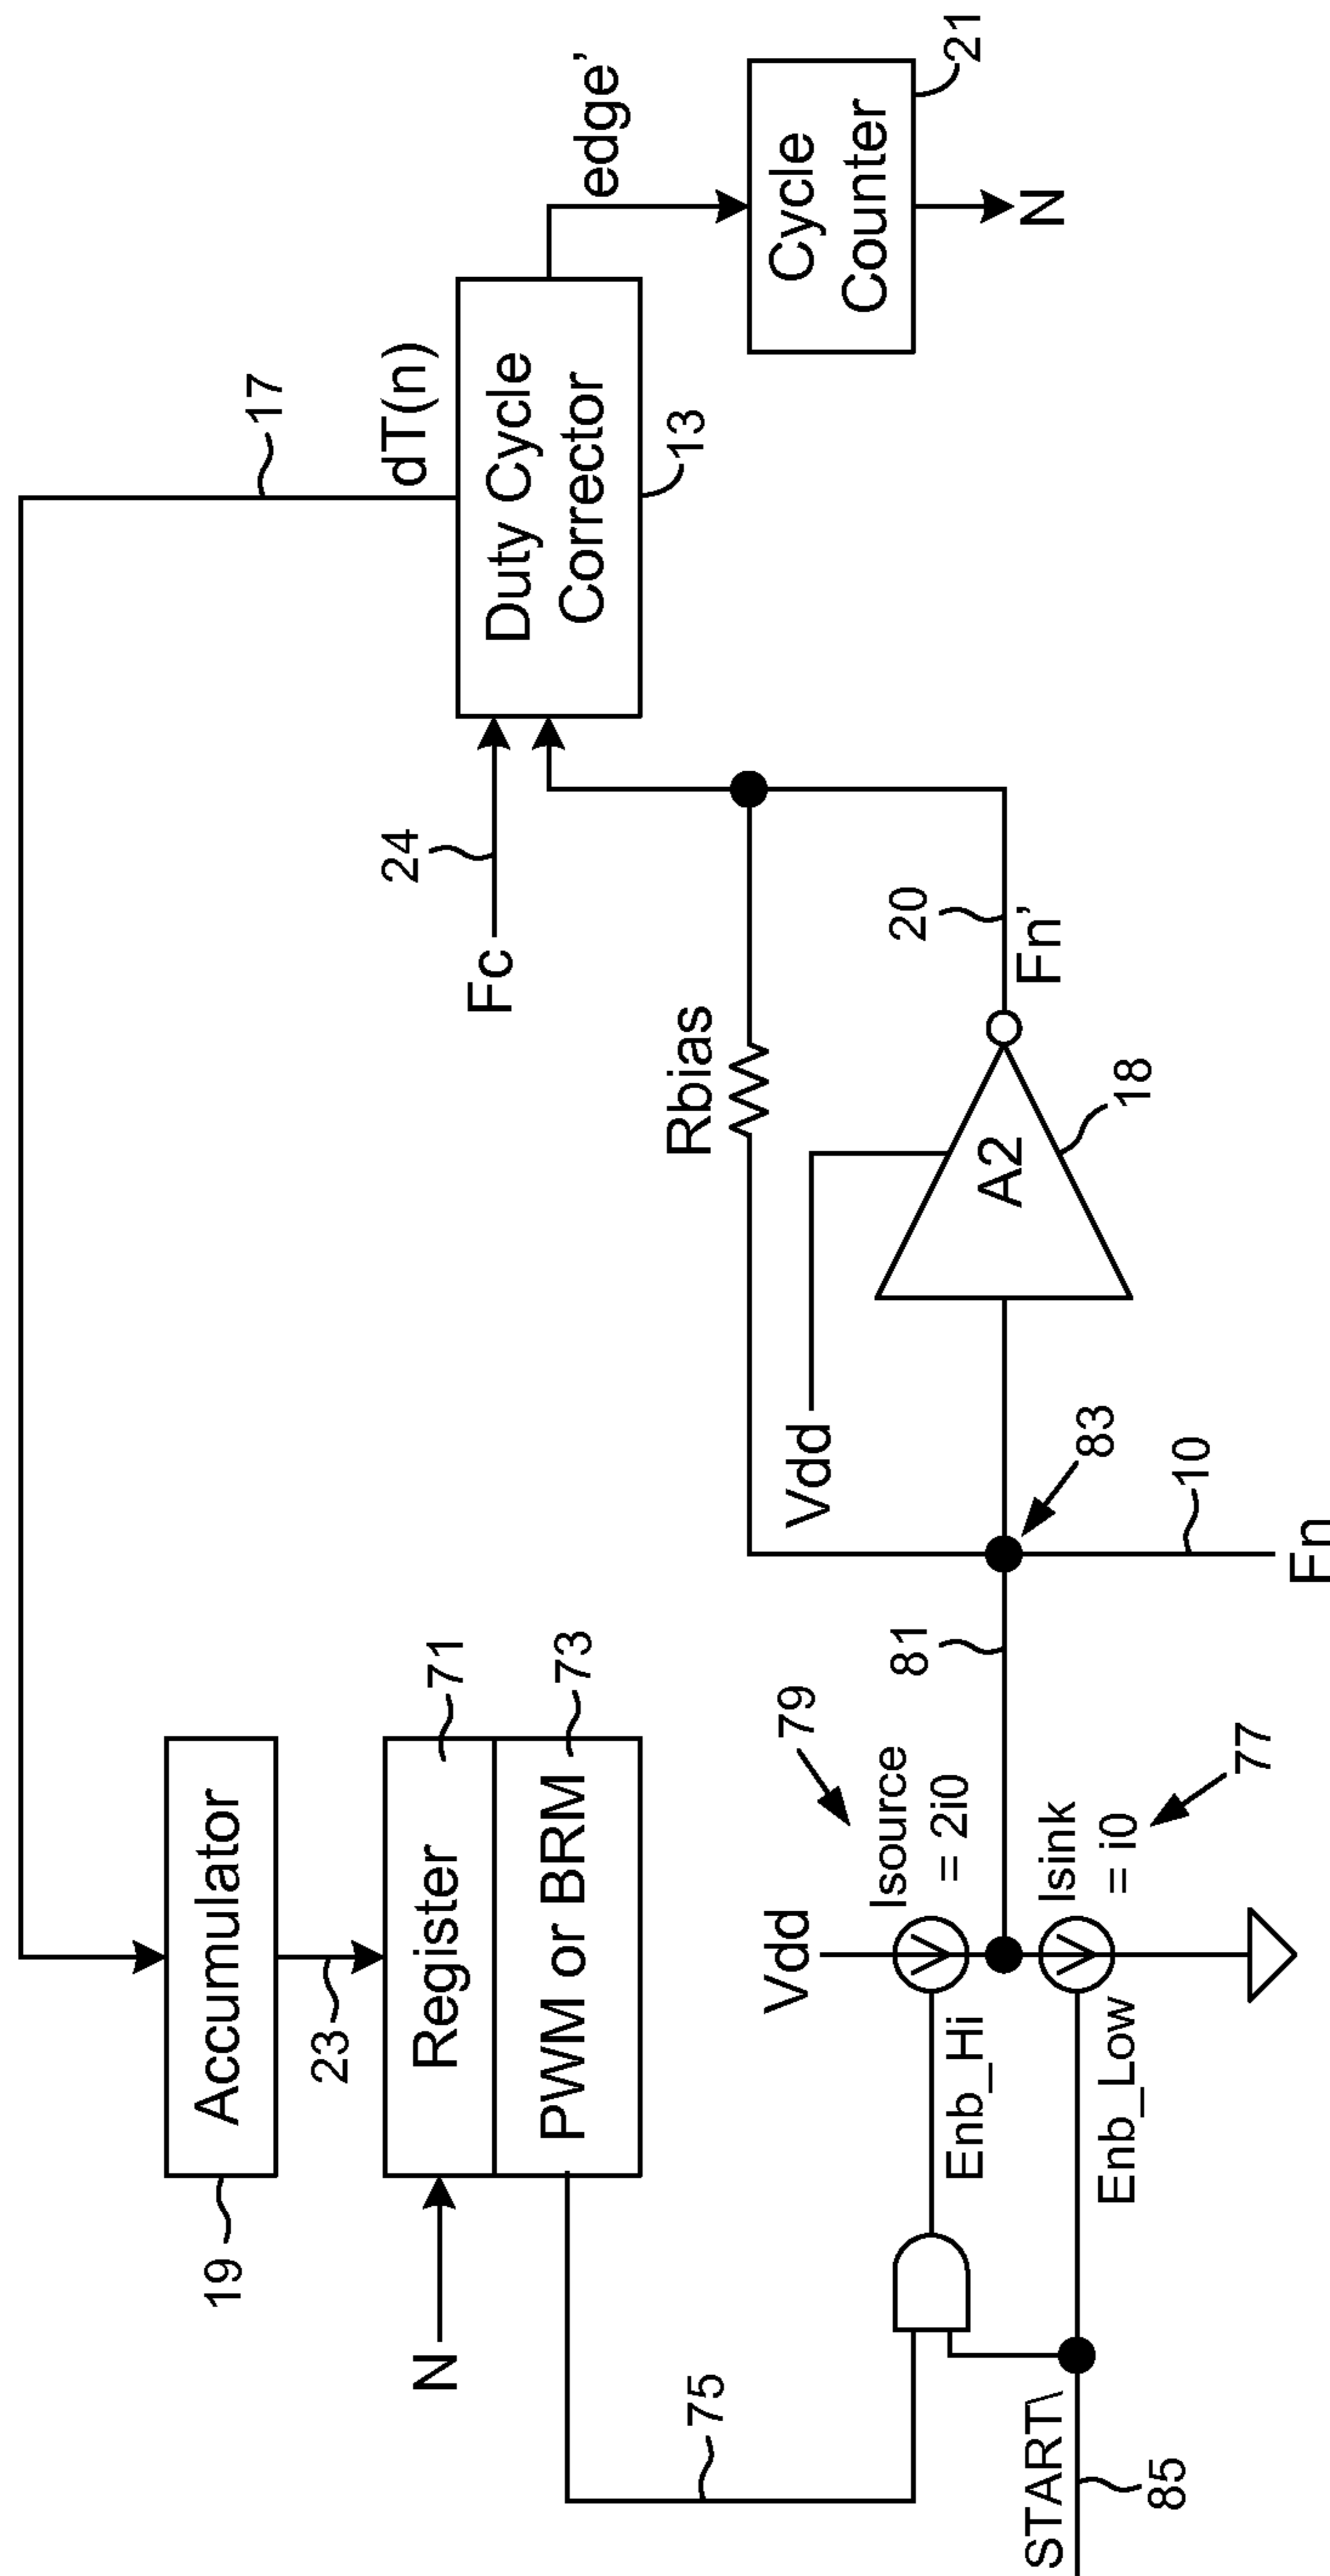 17
dT(n)
edge'
Duty Cycle
Corrector
13
Cycle
Counter
21
N
24
Fc
20
Fn'
Rbias
Vdd
A2
18
83
10
Fn
81
19
Accumulator
23
N
Register
71
PWM or BRM
73
75
79
Vdd
Isource
= 2i0
Isink
= i0
77
Enb_Hi
Enb_Low
START\
85